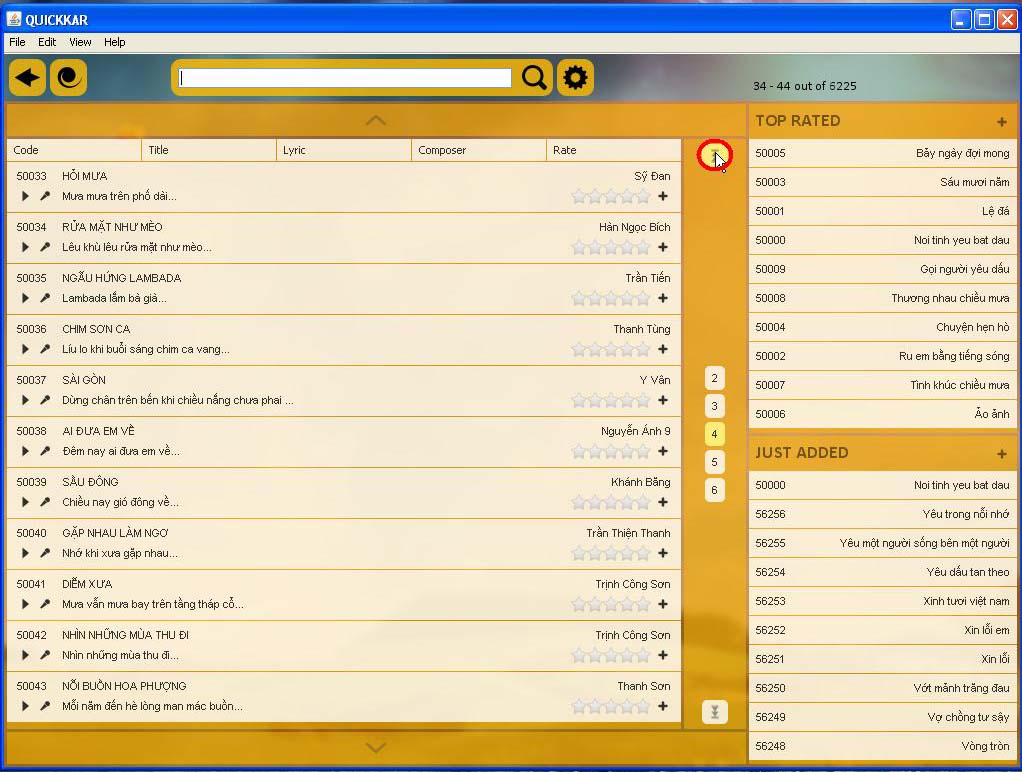 QUICKKAR
File Edit View Help
34 - 44 out of 6225
Code Title Lyric Composer Rate
50033 HỎI MƯA Sỹ Đan
Mưa mưa trên phố dài...
50034 RỬA MẶT NHƯ MÈO Hàn Ngọc Bích
Lêu khù lêu rửa mặt như mèo...
50035 NGẪU HỨNG LAMBADA Trần Tiến
Lambada lắm bà già...
50036 CHIM SƠN CA Thanh Tùng
Líu lo khi buổi sáng chim ca vang...
50037 SÀI GÒN Y Vân
Dừng chân trên bến khi chiều nắng chưa phai ...
50038 AI ĐƯA EM VỀ Nguyễn Ánh 9
Đêm nay ai đưa em về...
50039 SẦU ĐÔNG Khánh Băng
Chiều nay gió đông về...
50040 GẶP NHAU LÀM NGƠ Trần Thiện Thanh
Nhớ khi xưa gặp nhau...
50041 DIỄM XƯA Trịnh Công Sơn
Mưa vẫn mưa bay trên tầng tháp cổ...
50042 NHÌN NHỮNG MÙA THU ĐI Trịnh Công Sơn
Nhìn những mùa thu đi...
50043 NỖI BUỒN HOA PHƯỢNG Thanh Sơn
Mỗi năm đến hè lòng man mác buồn...
2
3
4
5
6
TOP RATED +
50005 Bảy ngày đợi mong
50003 Sáu mươi năm
50001 Lệ đá
50000 Noi tinh yeu bat dau
50009 Gọi người yêu dấu
50008 Thương nhau chiều mưa
50004 Chuyện hẹn hò
50002 Ru em bằng tiếng sóng
50007 Tình khúc chiều mưa
50006 Ảo ảnh
JUST ADDED +
50000 Noi tinh yeu bat dau
56256 Yêu trong nỗi nhớ
56255 Yêu một người sống bên một người
56254 Yêu dấu tan theo
56253 Xinh tươi việt nam
56252 Xin lỗi em
56251 Xin lỗi
56250 Vớt mảnh trăng đau
56249 Vợ chồng tư sậy
56248 Vòng tròn